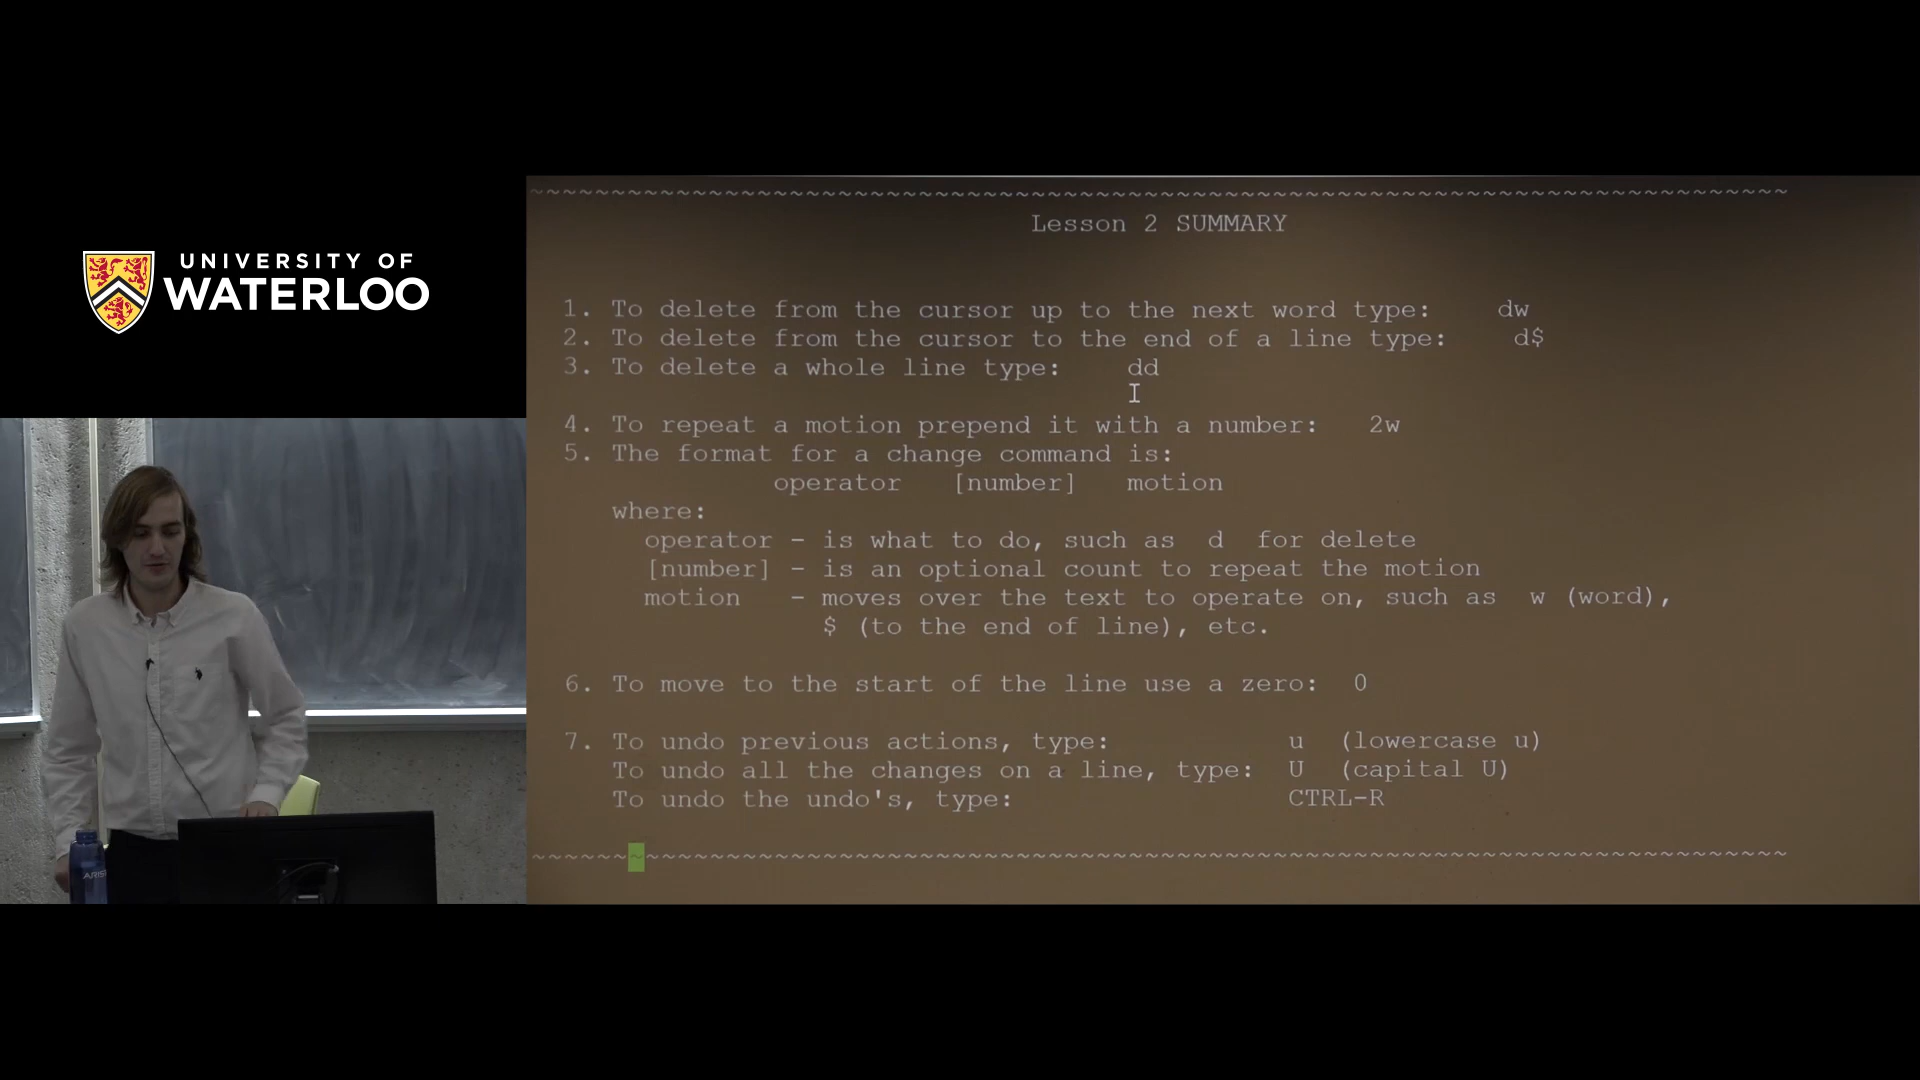 UNIVERSITY OF
WATERLOO
~~~~~~~~~~~~~~~~~~~~~~~~~~~~~~~~~~~~~~~~~~~~~~~~~~~~~~~~~~~~~~~~~~~~~~~~~~~~~~
Lesson 2 SUMMARY
1. To delete from the cursor up to the next word type: dw
2. To delete from the cursor to the end of a line type: d$
3. To delete a whole line type: dd
4. To repeat a motion prepend it with a number: 2w
5. The format for a change command is:
operator [number] motion
where:
operator - is what to do, such as d for delete
[number] - is an optional count to repeat the motion
motion - moves over the text to operate on, such as w (word),
$ (to the end of line), etc.
6. To move to the start of the line use a zero: 0
7. To undo previous actions, type: u (lowercase u)
To undo all the changes on a line, type: U (capital U)
To undo the undo's, type: CTRL-R
~~~~~~~~~~~~~~~~~~~~~~~~~~~~~~~~~~~~~~~~~~~~~~~~~~~~~~~~~~~~~~~~~~~~~~~~~~~~~~